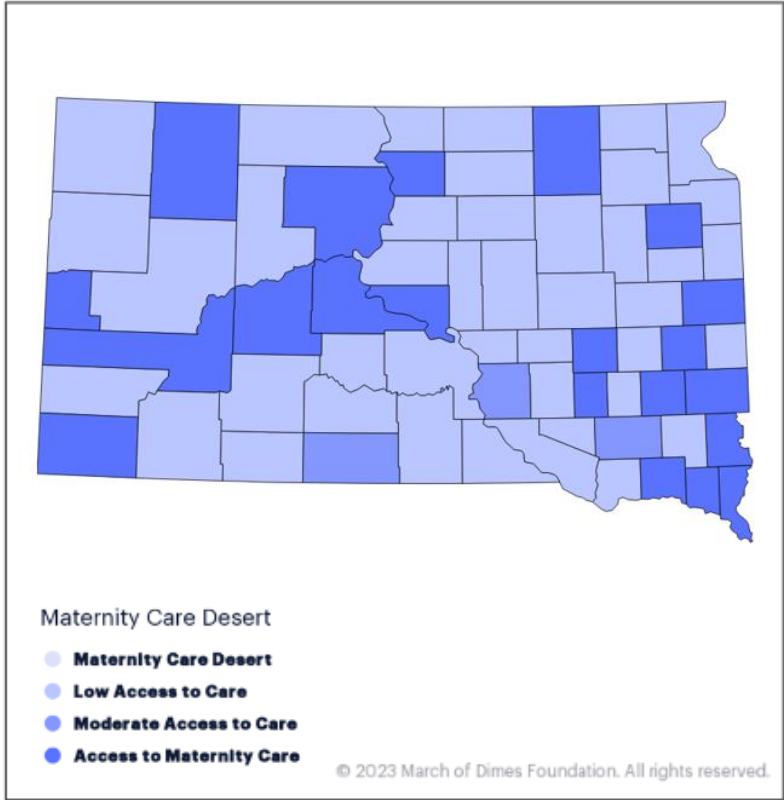 Maternity Care Desert
Maternity Care Desert
Low Access to Care
Moderate Access to Care
Access to Maternity Care
© 2023 March of Dimes Foundation. All rights reserved.